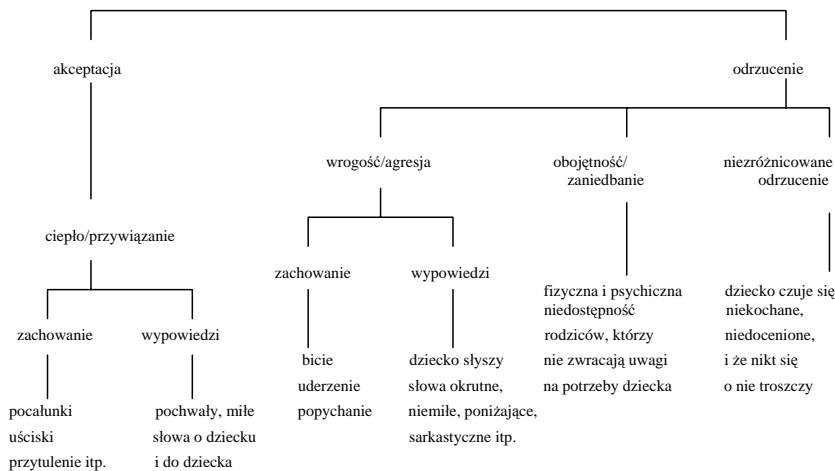 akceptacja
odrzucenie
wrogość/agresja
obojętność/
zaniedbanie
niezróżnicowane
odrzucenie
ciepło/przywiązanie
zachowanie
wypowiedzi
zachowanie
wypowiedzi
pocałunki
uściski
przytulenie itp.
pochwały, miłe
słowa o dziecku
i do dziecka
bicie
uderzenie
popychanie
dziecko słyszy
słowa okrutne,
niemiłe, poniżające,
sarkastyczne itp.
fizyczna i psychiczna
niedostępność
rodziców, którzy
nie zwracają uwagi
na potrzeby dziecka
dziecko czuje się
niekochane,
niedocenione,
i że nikt się
o nie troszczy